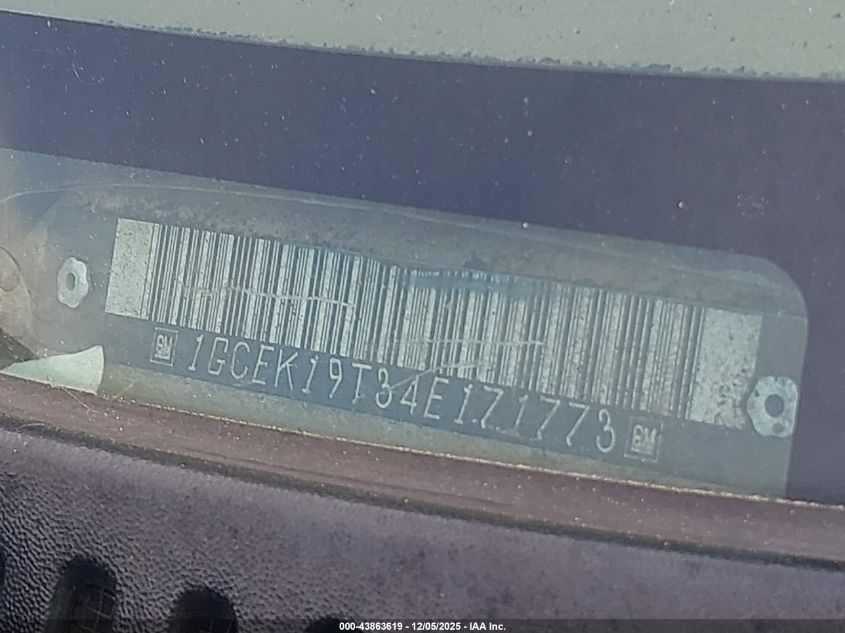 GM 1GCEK19T34E171773 GM
000-43863619 - 12/05/2025 - IAA Inc.